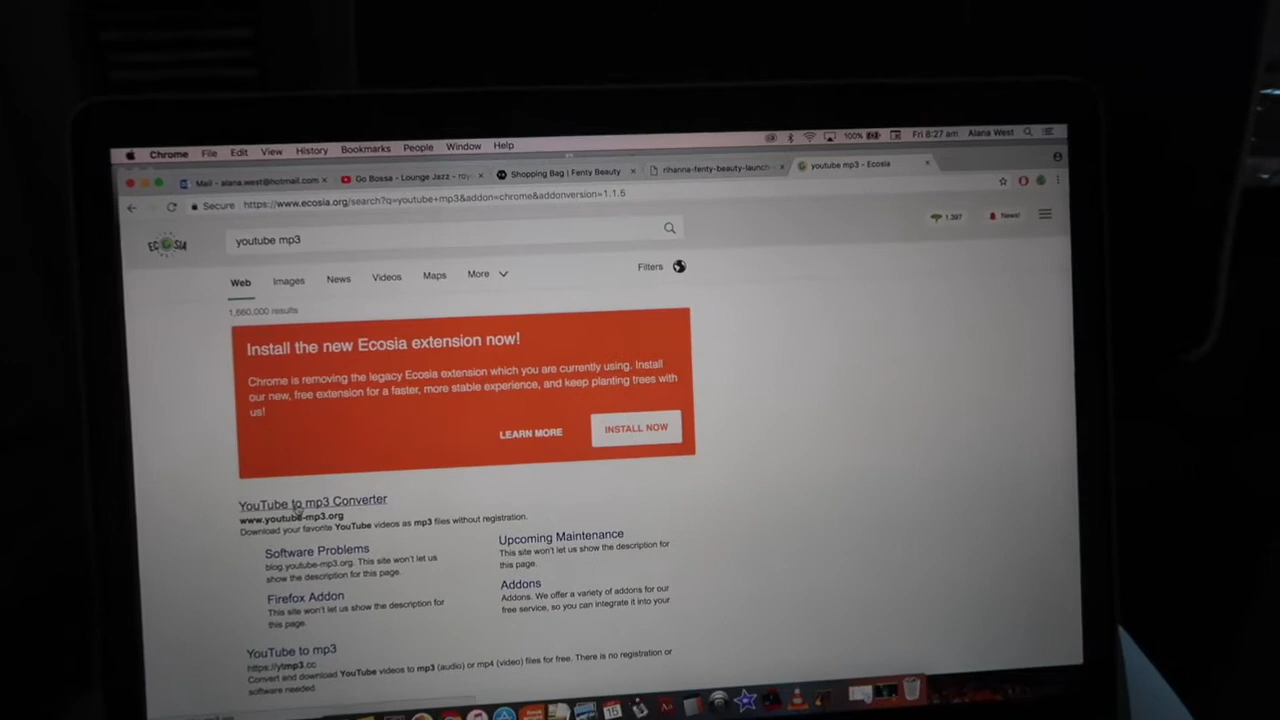 Chrome File Edit View History Bookmarks People Window Help 100% Fri 8:27 am Alana West
Mail - alana.west@hotmail.com Go Bossa - Lounge Jazz - roy Shopping Bag | Fenty Beauty rihanna-fenty-beauty-launch youtube mp3 - Ecosia
Secure https://www.ecosia.org/search?q=youtube+mp3&addon=chrome&addonversion=1.1.5
ECOSIA youtube mp3 1,397 News!
Web Images News Videos Maps More Filters
1,660,000 results
Install the new Ecosia extension now!
Chrome is removing the legacy Ecosia extension which you are currently using. Install
our new, free extension for a faster, more stable experience, and keep planting trees with
us!
LEARN MORE INSTALL NOW
YouTube to mp3 Converter
www.youtube-mp3.org
Download your favorite YouTube videos as mp3 files without registration.
Software Problems
blog.youtube-mp3.org. This site won't let us
show the description for this page.
Upcoming Maintenance
This site won't let us show the description for
this page.
Firefox Addon
This site won't let us show the description for
this page.
Addons
Addons. We offer a variety of addons for our
free service, so you can integrate it into your
YouTube to mp3
https://ytmp3.cc
Convert and download YouTube videos to mp3 (audio) or mp4 (video) files for free. There is no registration or
software needed.
15